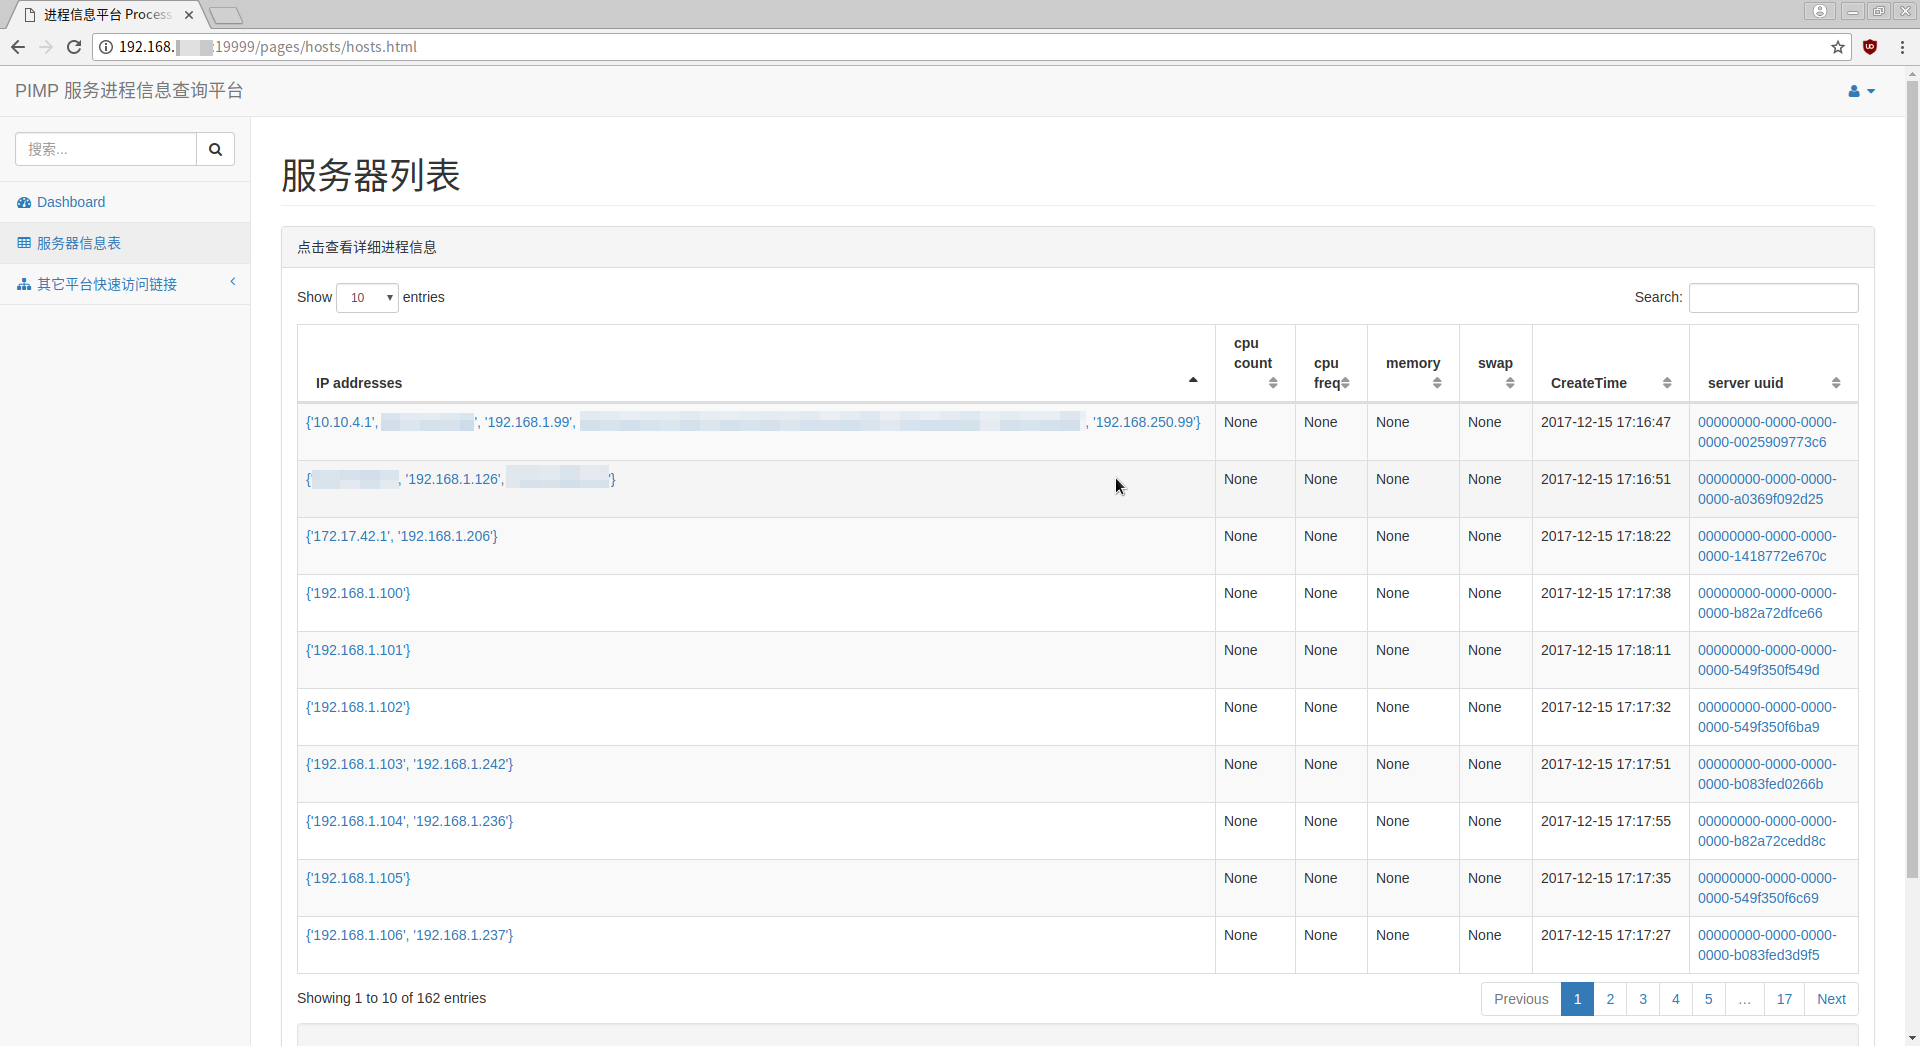 进程信息平台 Process
192.168. :19999/pages/hosts/hosts.html
PIMP 服务进程信息查询平台
搜索...
Dashboard
服务器信息表
其它平台快速访问链接
服务器列表
点击查看详细进程信息
Show 10 entries Search:
IP addresses cpu count cpu freq memory swap CreateTime server uuid
{'10.10.4.1', ', '192.168.1.99', , '192.168.250.99'} None None None None 2017-12-15 17:16:47 00000000-0000-0000-
0000-0025909773c6
{' , '192.168.1.126', '} None None None None 2017-12-15 17:16:51 00000000-0000-0000-
0000-a0369f092d25
{'172.17.42.1', '192.168.1.206'} None None None None 2017-12-15 17:18:22 00000000-0000-0000-
0000-1418772e670c
{'192.168.1.100'} None None None None 2017-12-15 17:17:38 00000000-0000-0000-
0000-b82a72dfce66
{'192.168.1.101'} None None None None 2017-12-15 17:18:11 00000000-0000-0000-
0000-549f350f549d
{'192.168.1.102'} None None None None 2017-12-15 17:17:32 00000000-0000-0000-
0000-549f350f6ba9
{'192.168.1.103', '192.168.1.242'} None None None None 2017-12-15 17:17:51 00000000-0000-0000-
0000-b083fed0266b
{'192.168.1.104', '192.168.1.236'} None None None None 2017-12-15 17:17:55 00000000-0000-0000-
0000-b82a72cedd8c
{'192.168.1.105'} None None None None 2017-12-15 17:17:35 00000000-0000-0000-
0000-549f350f6c69
{'192.168.1.106', '192.168.1.237'} None None None None 2017-12-15 17:17:27 00000000-0000-0000-
0000-b083fed3d9f5
Showing 1 to 10 of 162 entries Previous 1 2 3 4 5 … 17 Next